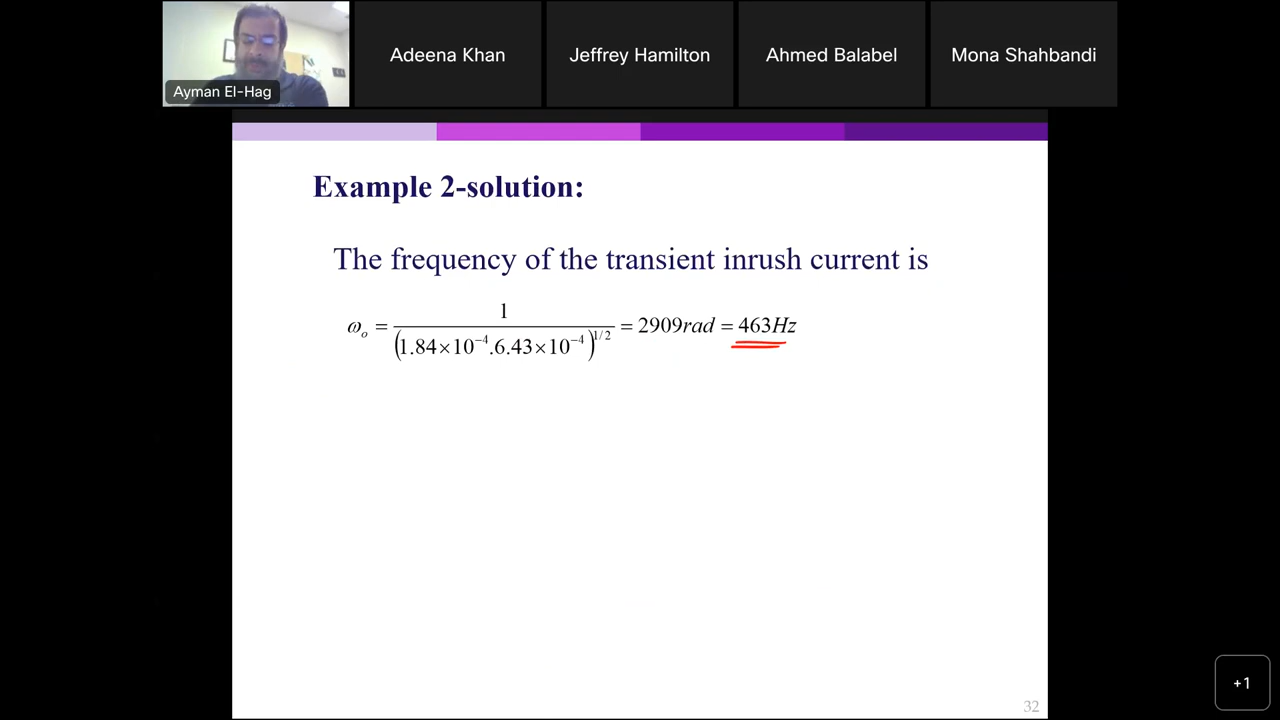 Adeena Khan
Jeffrey Hamilton
Ahmed Balabel
Mona Shahbandi
Ayman El-Hag
Example 2-solution:
The frequency of the transient inrush current is
ω₀ = 1 / (1.84×10⁻⁴.6.43×10⁻⁴)^1/2 = 2909rad = 463Hz
32
+1